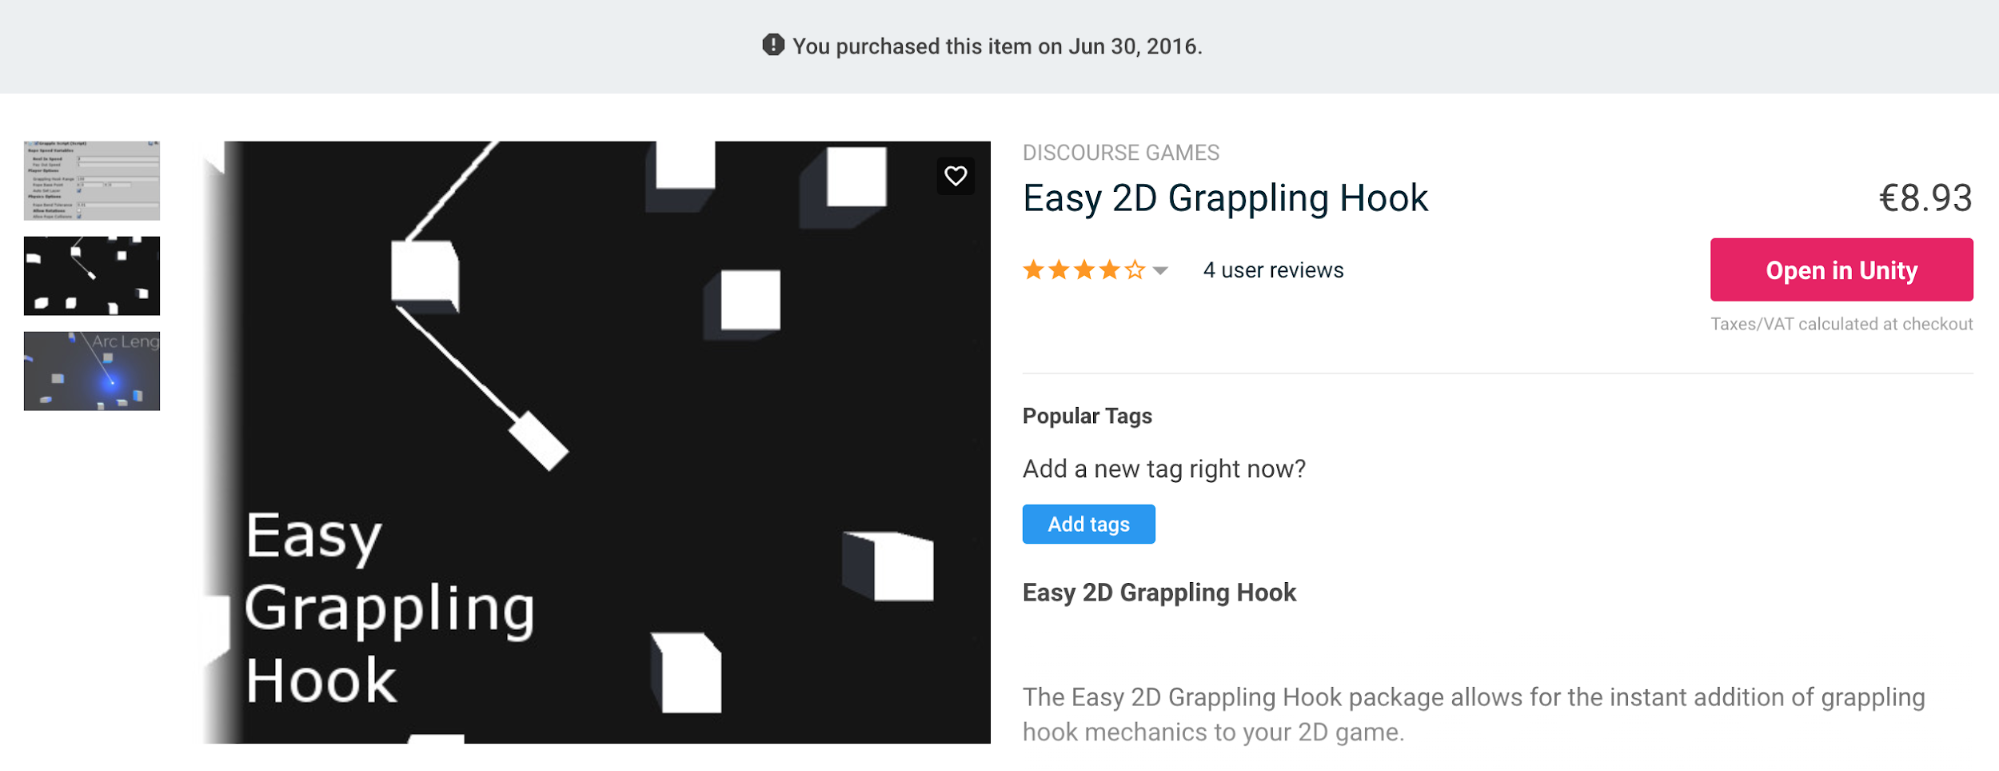 You purchased this item on Jun 30, 2016.
Arc Leng
Easy
Grappling
Hook
DISCOURSE GAMES
Easy 2D Grappling Hook
€8.93
4 user reviews
Open in Unity
Taxes/VAT calculated at checkout
Popular Tags
Add a new tag right now?
Add tags
Easy 2D Grappling Hook
The Easy 2D Grappling Hook package allows for the instant addition of grappling
hook mechanics to your 2D game.